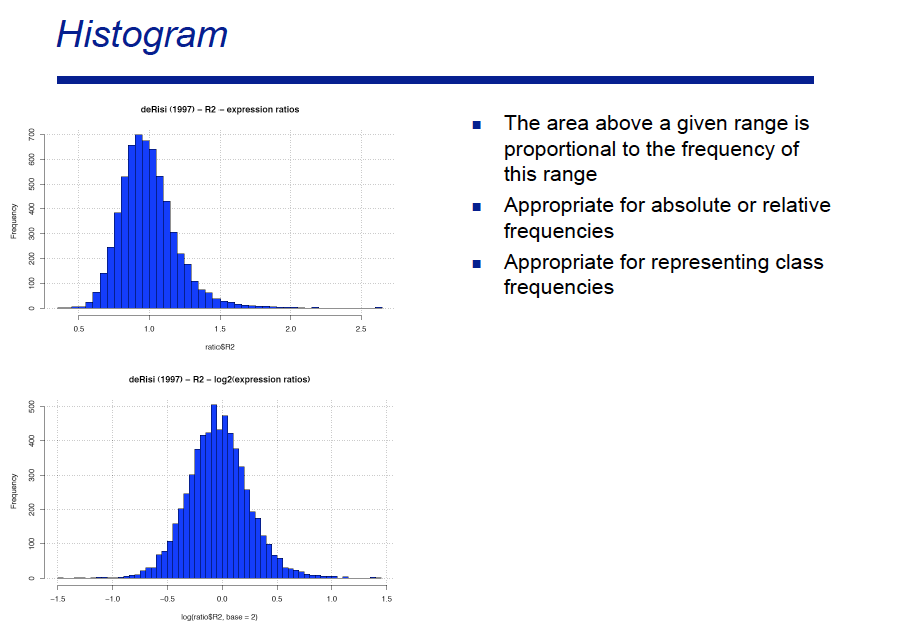 Histogram
deRisi (1997) – R2 – expression ratios
Frequency
700
600
500
400
300
200
100
0
0.5 1.0 1.5 2.0 2.5
ratio$R2
deRisi (1997) – R2 – log2(expression ratios)
Frequency
500
400
300
200
100
0
−1.5 −1.0 −0.5 0.0 0.5 1.0 1.5
log(ratio$R2, base = 2)
The area above a given range is
proportional to the frequency of
this range
Appropriate for absolute or relative
frequencies
Appropriate for representing class
frequencies